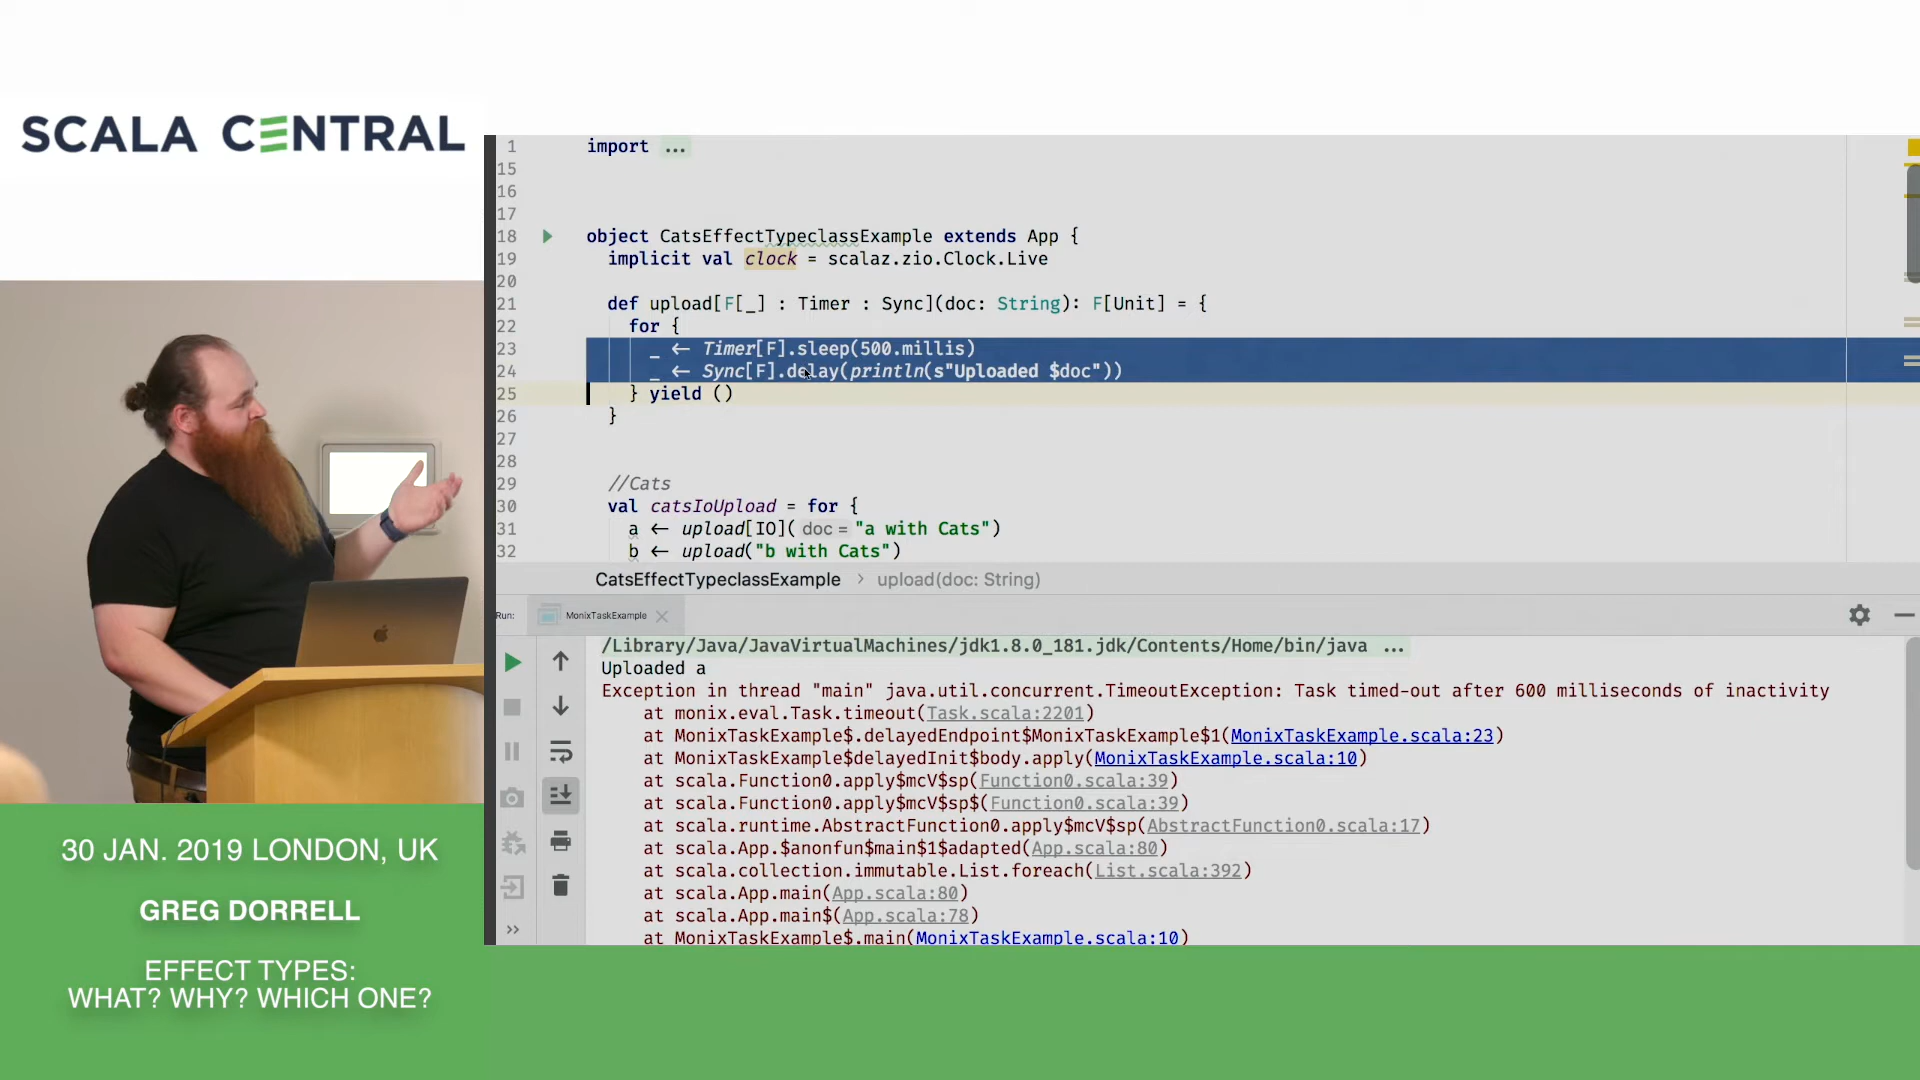 SCALA CENTRAL
1 import ...
15
16
17
18 object CatsEffectTypeclassExample extends App {
19 implicit val clock = scalaz.zio.Clock.Live
20
21 def upload[F[_] : Timer : Sync](doc: String): F[Unit] = {
22 for {
23 _ ← Timer[F].sleep(500.millis)
24 _ ← Sync[F].delay(println(s"Uploaded $doc"))
25 } yield ()
26 }
27
28
29 //Cats
30 val catsIoUpload = for {
31 a ← upload[IO]( doc = "a with Cats")
32 b ← upload("b with Cats")
CatsEffectTypeclassExample › upload(doc: String)
Run: MonixTaskExample
/Library/Java/JavaVirtualMachines/jdk1.8.0_181.jdk/Contents/Home/bin/java ...
Uploaded a
Exception in thread "main" java.util.concurrent.TimeoutException: Task timed-out after 600 milliseconds of inactivity
at monix.eval.Task.timeout(Task.scala:2201)
at MonixTaskExample$.delayedEndpoint$MonixTaskExample$1(MonixTaskExample.scala:23)
at MonixTaskExample$delayedInit$body.apply(MonixTaskExample.scala:10)
at scala.Function0.apply$mcV$sp(Function0.scala:39)
at scala.Function0.apply$mcV$sp$(Function0.scala:39)
at scala.runtime.AbstractFunction0.apply$mcV$sp(AbstractFunction0.scala:17)
at scala.App.$anonfun$main$1$adapted(App.scala:80)
at scala.collection.immutable.List.foreach(List.scala:392)
at scala.App.main(App.scala:80)
at scala.App.main$(App.scala:78)
at MonixTaskExample$.main(MonixTaskExample.scala:10)
30 JAN. 2019 LONDON, UK
GREG DORRELL
EFFECT TYPES:
WHAT? WHY? WHICH ONE?